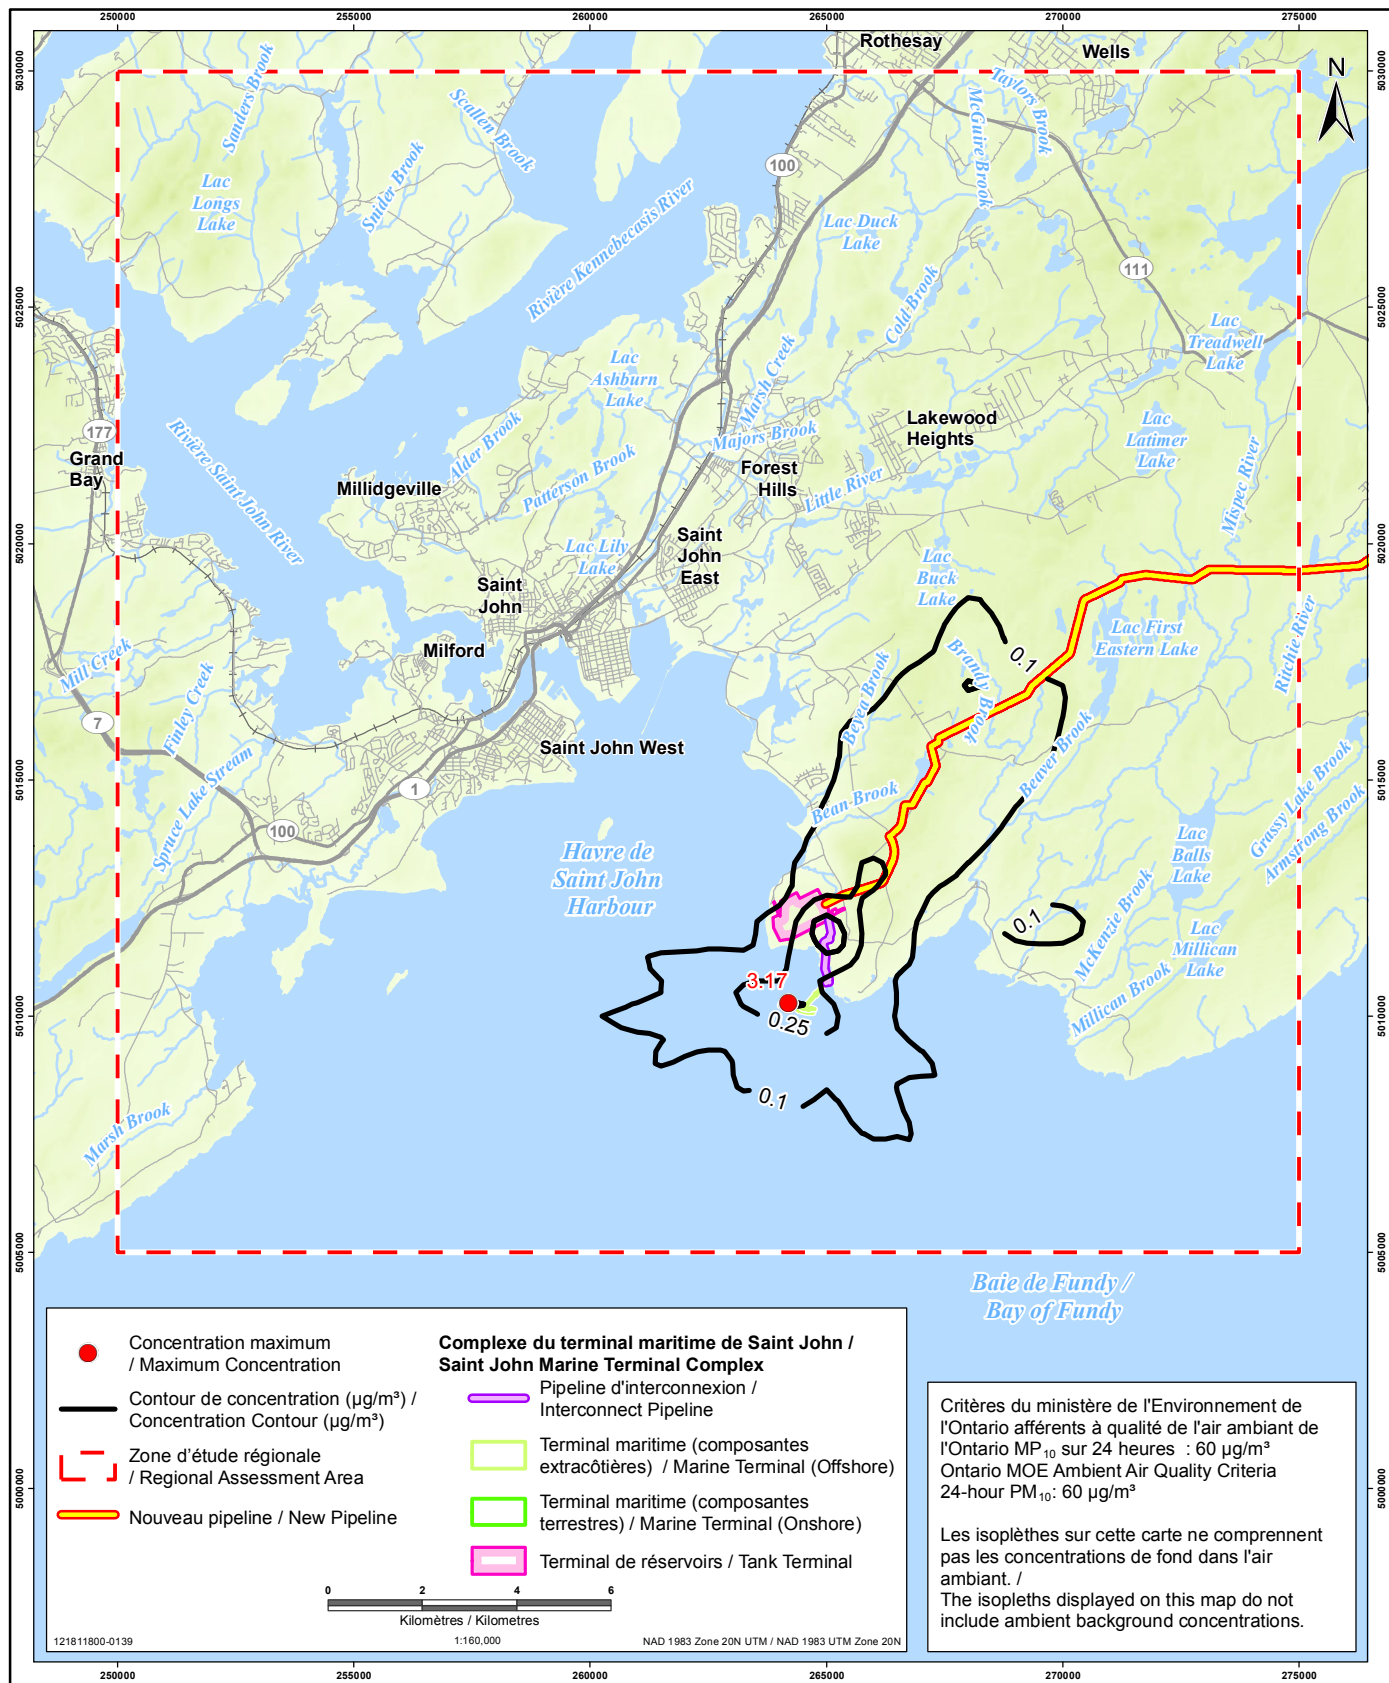 250000
255000
260000
265000
270000
275000
5030000
5030000
Rothesay
Wells
N
Sanders Brook
Scallen Brook
Taylors Brook
McGuire Brook
100
Lac
Longs
Lake
Snider Brook
Rivière Kennebecasis River
Lac Duck
Lake
111
5025000
5025000
Cold Brook
Lac
Treadwell
Lake
Lac
Ashburn
Lake
Marsh Creek
177
Grand
Bay
Rivière Saint John River
Alder Brook
Majors Brook
Lakewood
Heights
Lac
Latimer
Lake
Millidgeville
Patterson Brook
Forest
Hills
Little River
Mispec River
5020000
5020000
Lac Lily
Lake
Saint
John
East
Lac
Buck
Lake
Saint
John
Milford
Lac First
Eastern Lake
Ritchie River
Mill Creek
Finley Creek
Beyea Brook
Brandy Brook
0.1
7
Saint John West
Beaver Brook
5015000
5015000
Spruce Lake Stream
1
100
Bean Brook
Grassy Lake Brook
Armstrong Brook
Havre de
Saint John
Harbour
Lac
Balls
Lake
0.1
McKenzie Brook
Lac
Millican
Lake
3.17
Millican Brook
5010000
5010000
0.25
0.1
Marsh Brook
5005000
5005000
Baie de Fundy /
Bay of Fundy
Concentration maximum
/ Maximum Concentration
Contour de concentration (µg/m³) /
Concentration Contour (µg/m³)
Zone d'étude régionale
/ Regional Assessment Area
Nouveau pipeline / New Pipeline
Complexe du terminal maritime de Saint John /
Saint John Marine Terminal Complex
Pipeline d'interconnexion /
Interconnect Pipeline
Terminal maritime (composantes
extracôtières) / Marine Terminal (Offshore)
Terminal maritime (composantes
terrestres) / Marine Terminal (Onshore)
Terminal de réservoirs / Tank Terminal
0 2 4 6
Kilomètres / Kilometres
121811800-0139
1:160,000
NAD 1983 Zone 20N UTM / NAD 1983 UTM Zone 20N
Critères du ministère de l'Environnement de
l'Ontario afférents à qualité de l'air ambiant de
l'Ontario MP₁₀ sur 24 heures : 60 µg/m³
Ontario MOE Ambient Air Quality Criteria
24-hour PM₁₀: 60 µg/m³
Les isoplèthes sur cette carte ne comprennent
pas les concentrations de fond dans l'air
ambiant. /
The isopleths displayed on this map do not
include ambient background concentrations.
5000000
5000000
250000
255000
260000
265000
270000
275000